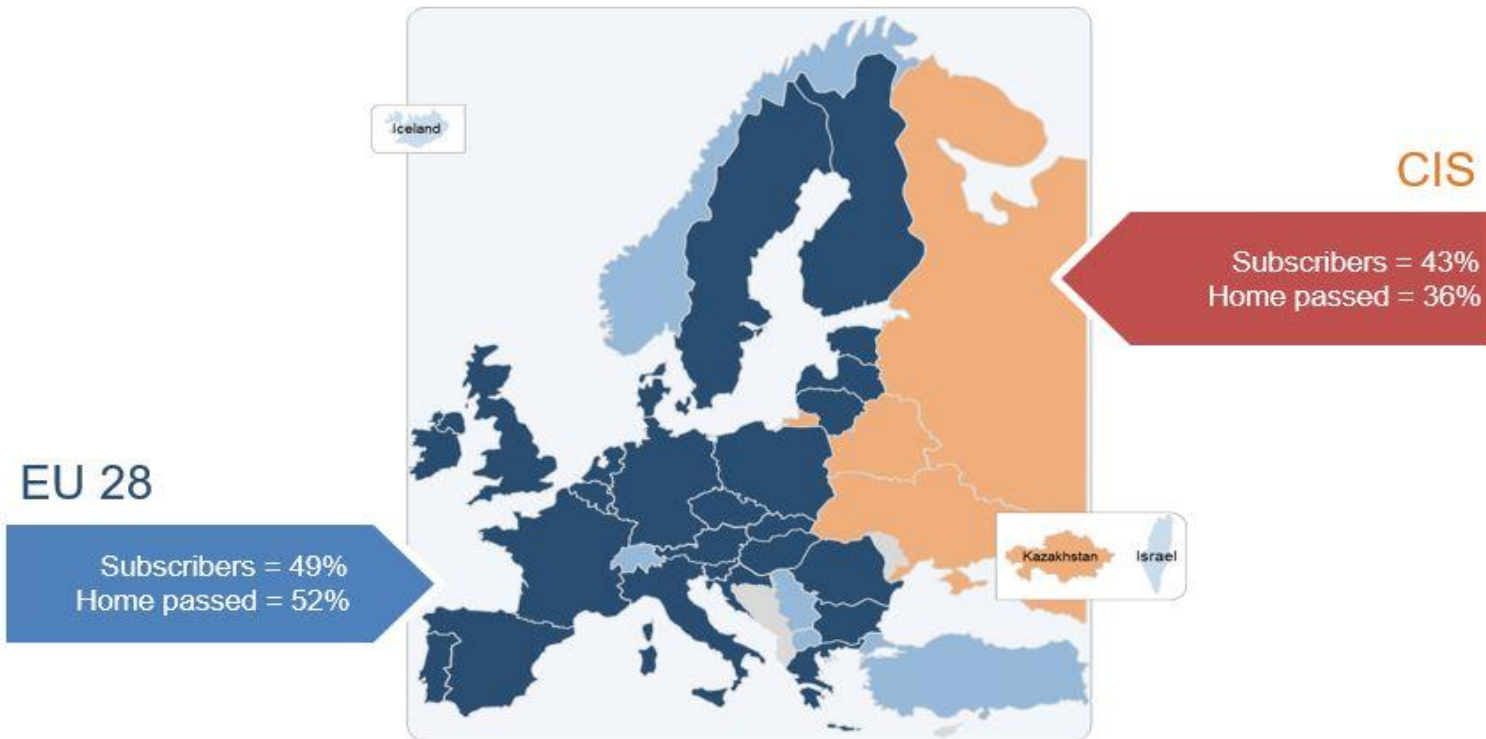 Iceland
CIS
Subscribers = 43%
Home passed = 36%
EU 28
Subscribers = 49%
Home passed = 52%
Kazakhstan
Israel